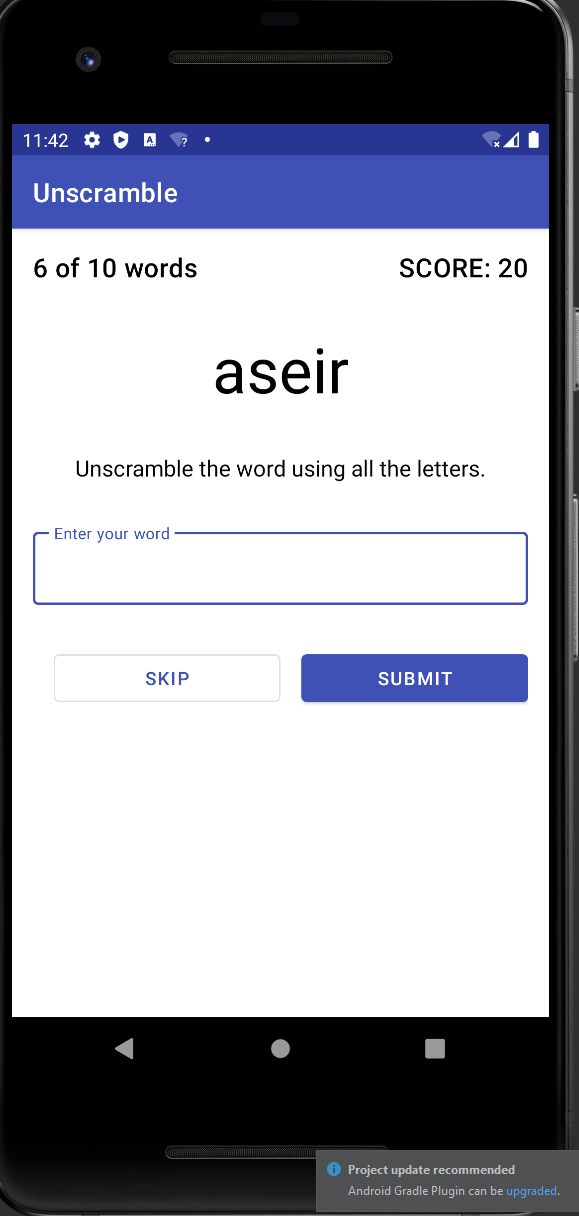 11:42
Unscramble
6 of 10 words
SCORE: 20
aseir
Unscramble the word using all the letters.
Enter your word
SKIP
SUBMIT
Project update recommended
Android Gradle Plugin can be upgraded.